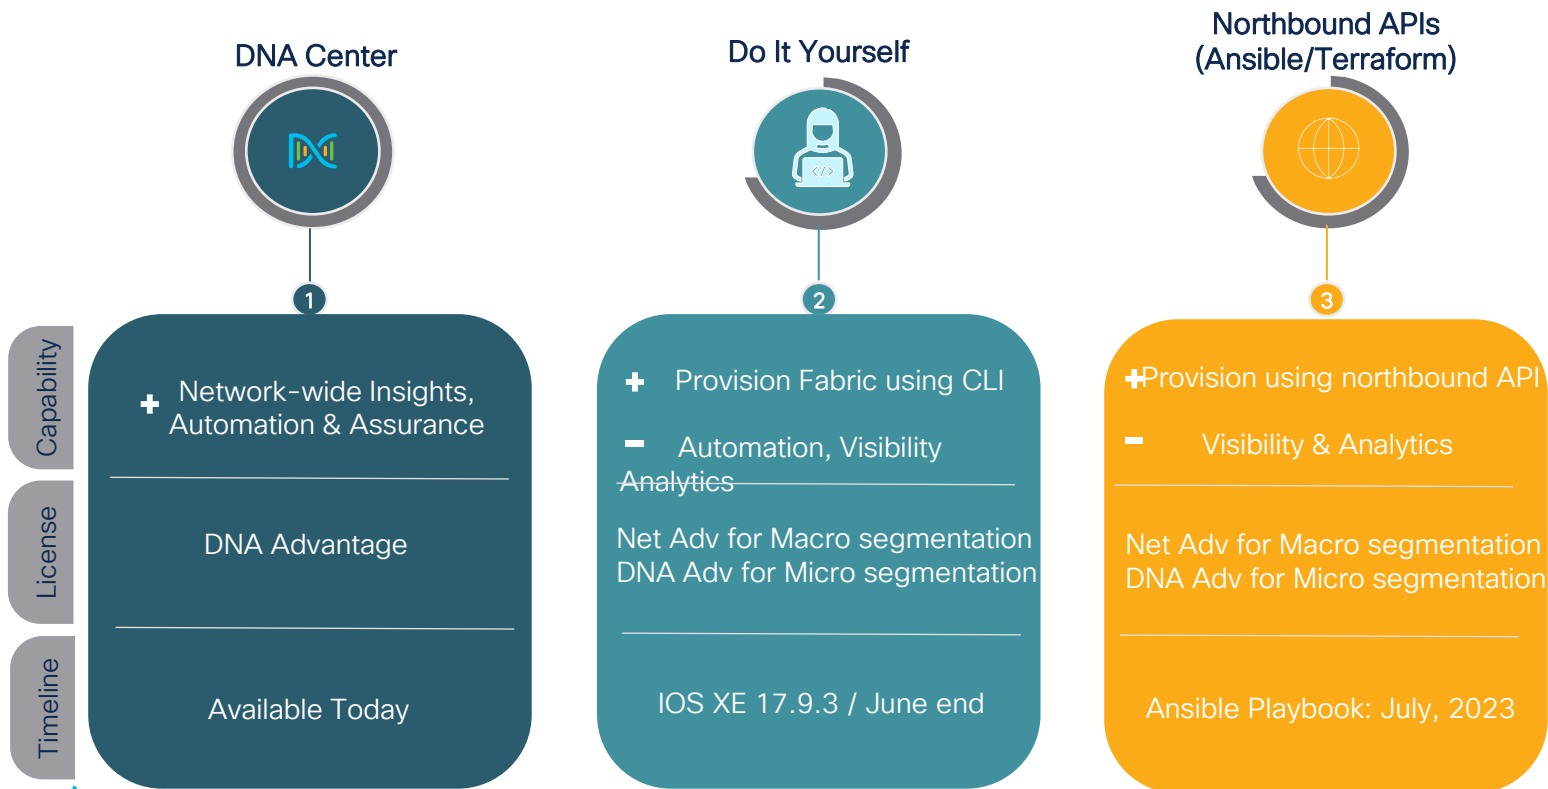 DNA Center
Do It Yourself
Northbound APIs
(Ansible/Terraform)
</>
1
2
3
Capability
+ Network-wide Insights,
Automation & Assurance
+ Provision Fabric using CLI
- Automation, Visibility
Analytics
+Provision using northbound API
- Visibility & Analytics
License
DNA Advantage
Net Adv for Macro segmentation
DNA Adv for Micro segmentation
Net Adv for Macro segmentation
DNA Adv for Micro segmentation
Timeline
Available Today
IOS XE 17.9.3 / June end
Ansible Playbook: July, 2023